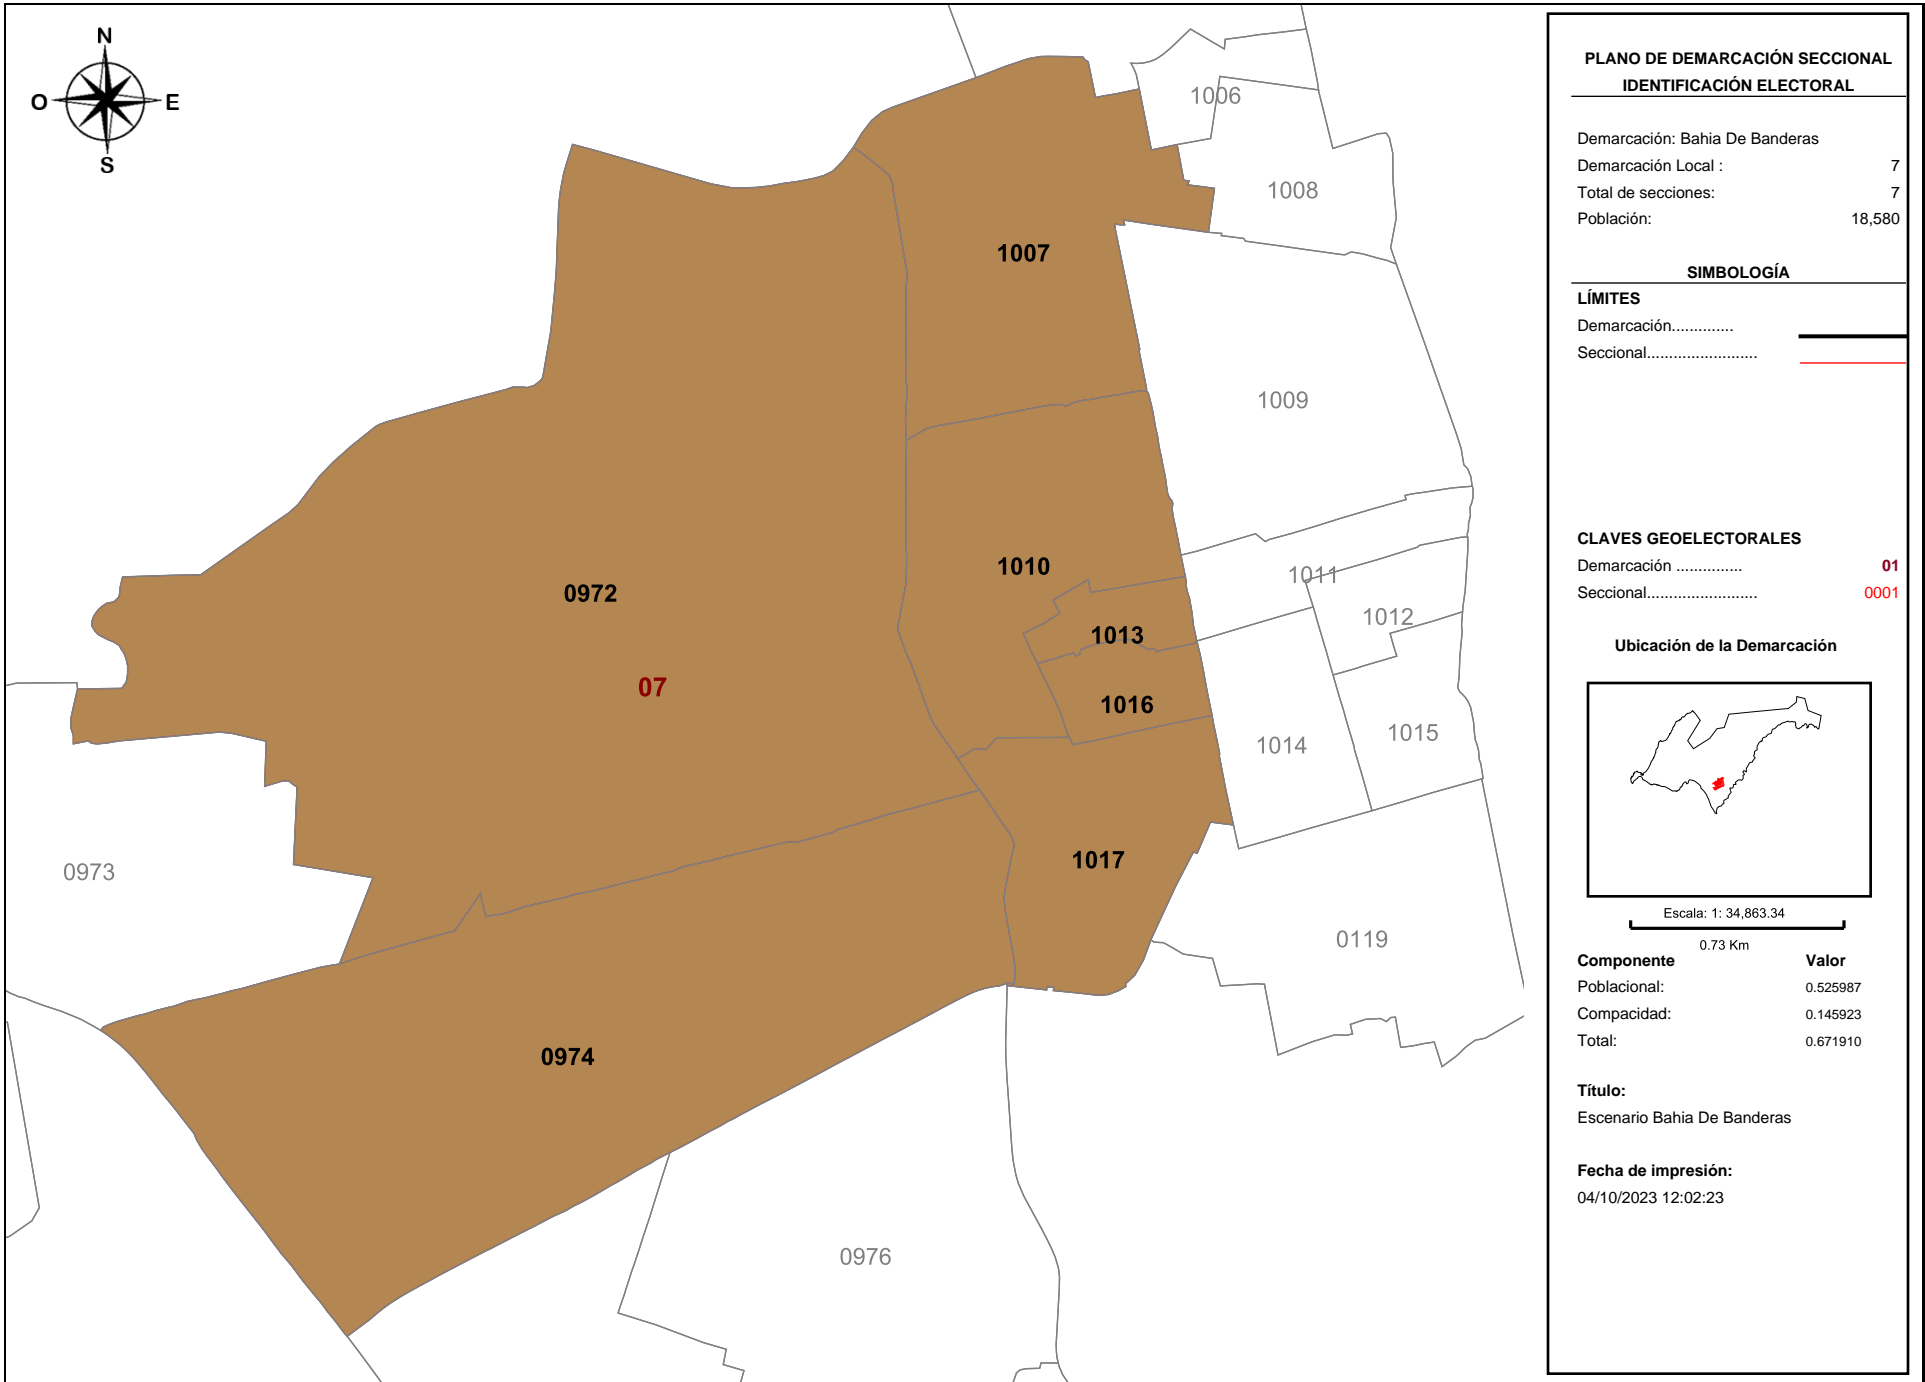 N
O E
S
1006
1008
1007
1009
1010
1011
0972
1012
1013
07
1016
1014
1015
0973
1017
0119
0974
0976
PLANO DE DEMARCACIÓN SECCIONAL
IDENTIFICACIÓN ELECTORAL
Demarcación: Bahia De Banderas
Demarcación Local : 7
Total de secciones: 7
Población: 18,580
SIMBOLOGÍA
LÍMITES
Demarcación..............
Seccional.........................
CLAVES GEOELECTORALES
Demarcación ............... 01
Seccional......................... 0001
Ubicación de la Demarcación
Escala: 1: 34,863.34
0.73 Km
Componente Valor
Poblacional: 0.525987
Compacidad: 0.145923
Total: 0.671910
Título:
Escenario Bahia De Banderas
Fecha de impresión:
04/10/2023 12:02:23